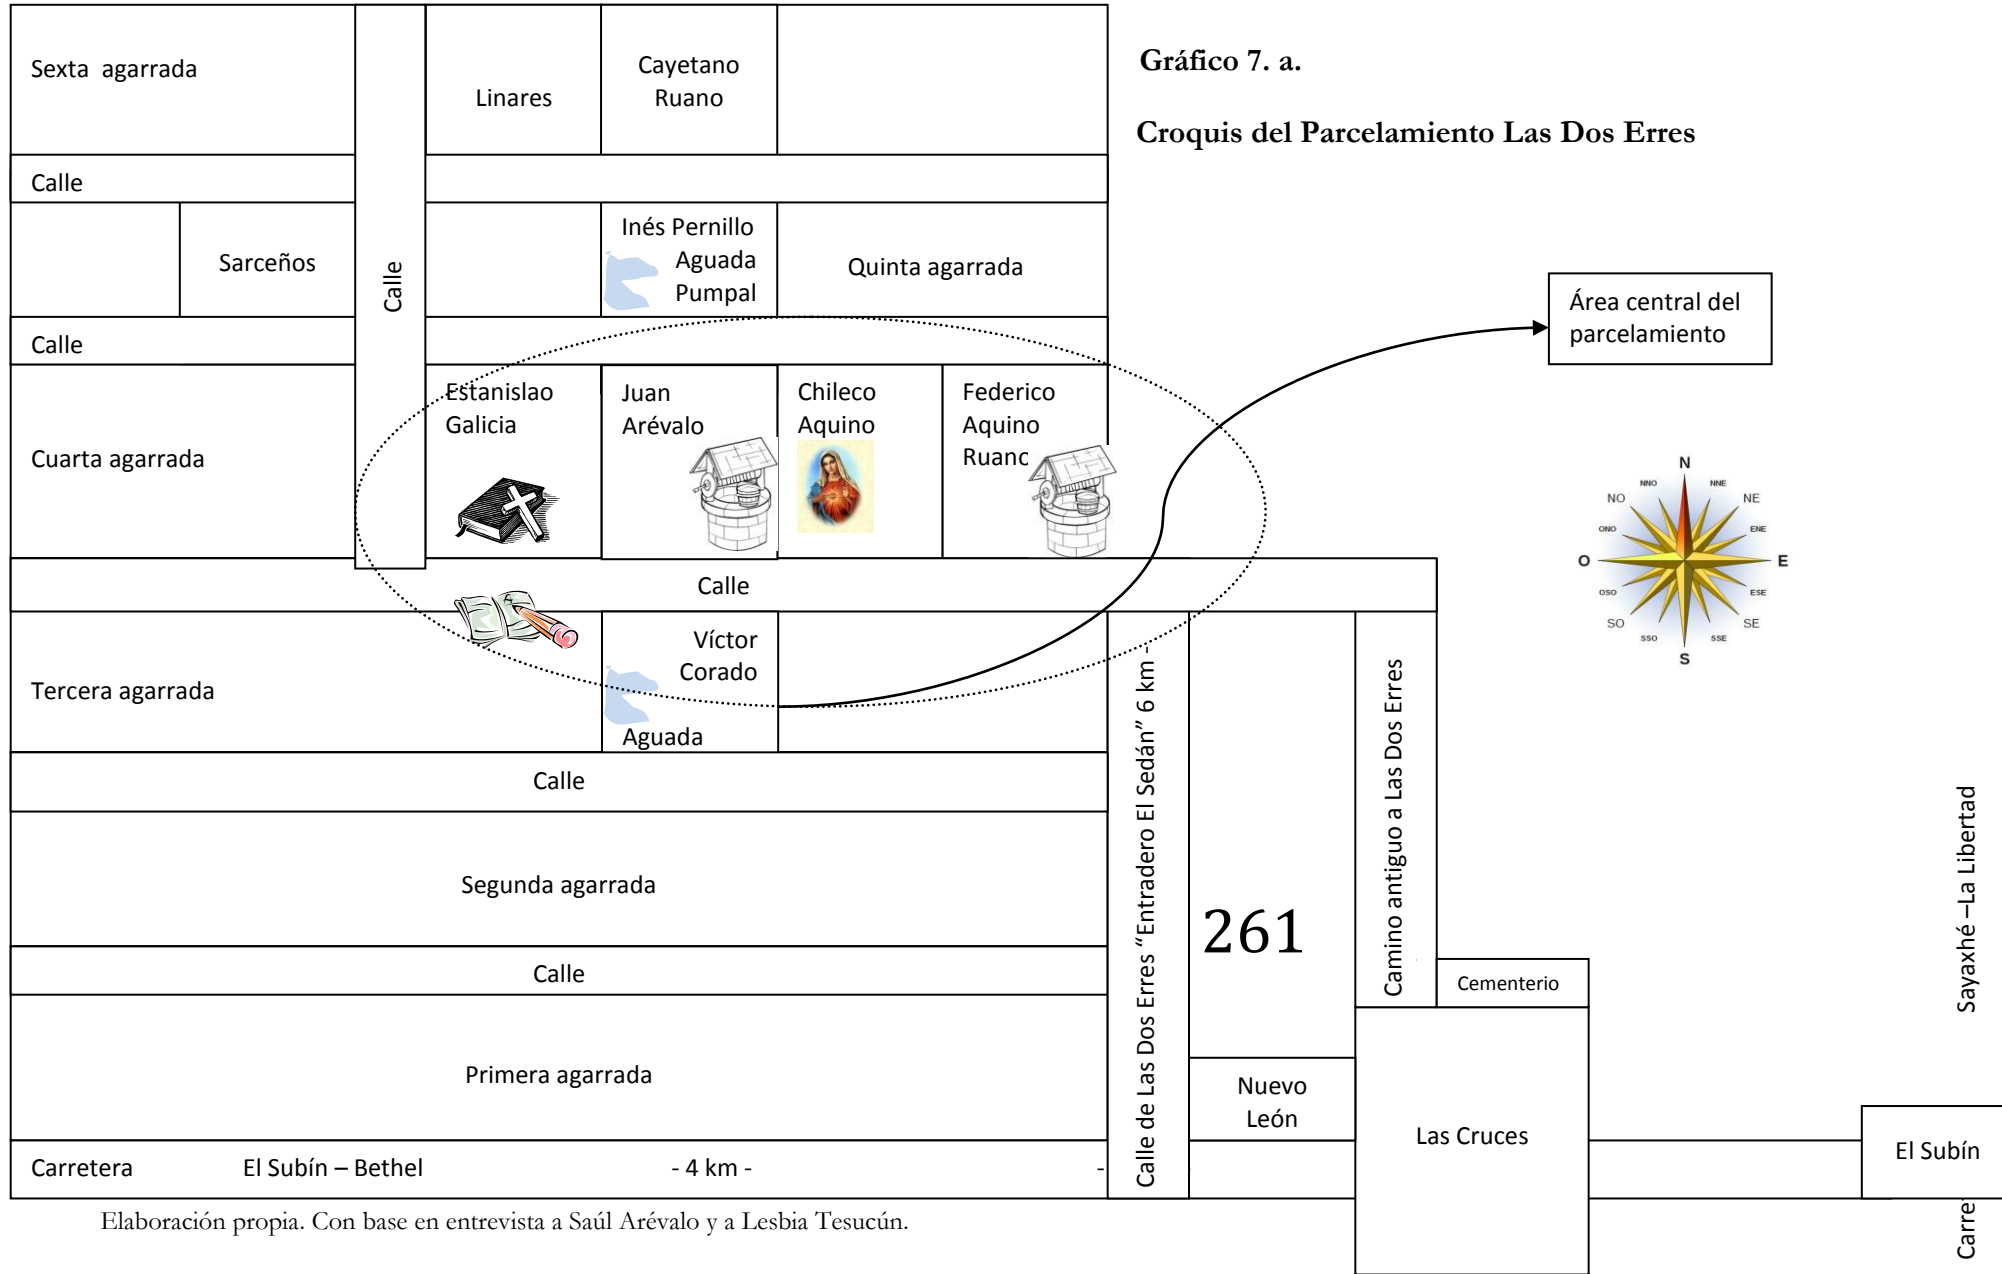 Gráfico 7. a.
Croquis del Parcelamiento Las Dos Erres
Sexta agarrada
Linares
Cayetano
Ruano
Calle
Calle
Sarceños
Inés Pernillo
Aguada
Pumpal
Quinta agarrada
Calle
Área central del
parcelamiento
Cuarta agarrada
Estanislao
Galicia
Juan
Arévalo
Chileco
Aquino
Federico
Aquino
Ruano
N
NNO
NNE
NO
NE
ONO
ENE
O
E
OSO
ESE
SO
SE
SSO
SSE
S
Calle
Tercera agarrada
Víctor
Corado
Aguada
Calle
Segunda agarrada
Calle
Primera agarrada
Calle de Las Dos Erres “Entradero El Sedán” 6 km -
261
Camino antiguo a Las Dos Erres
Cementerio
Nuevo
León
Las Cruces
El Subín
Carre
Sayaxhé –La Libertad
Carretera El Subín – Bethel - 4 km - -
Elaboración propia. Con base en entrevista a Saúl Arévalo y a Lesbia Tesucún.